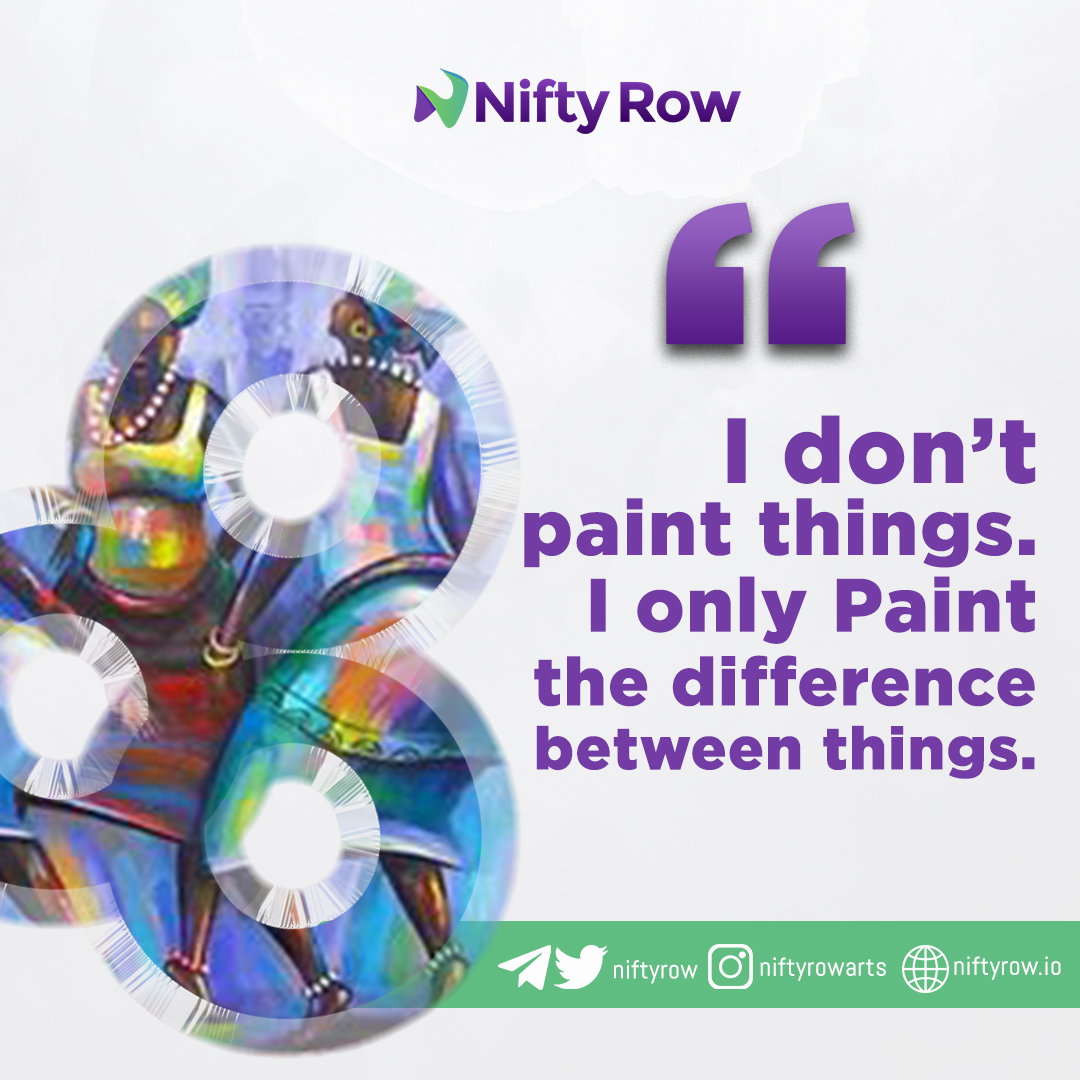 Nifty Row
“
I don’t
paint things.
I only Paint
the difference
between things.
niftyrow niftyrowarts niftyrow.io